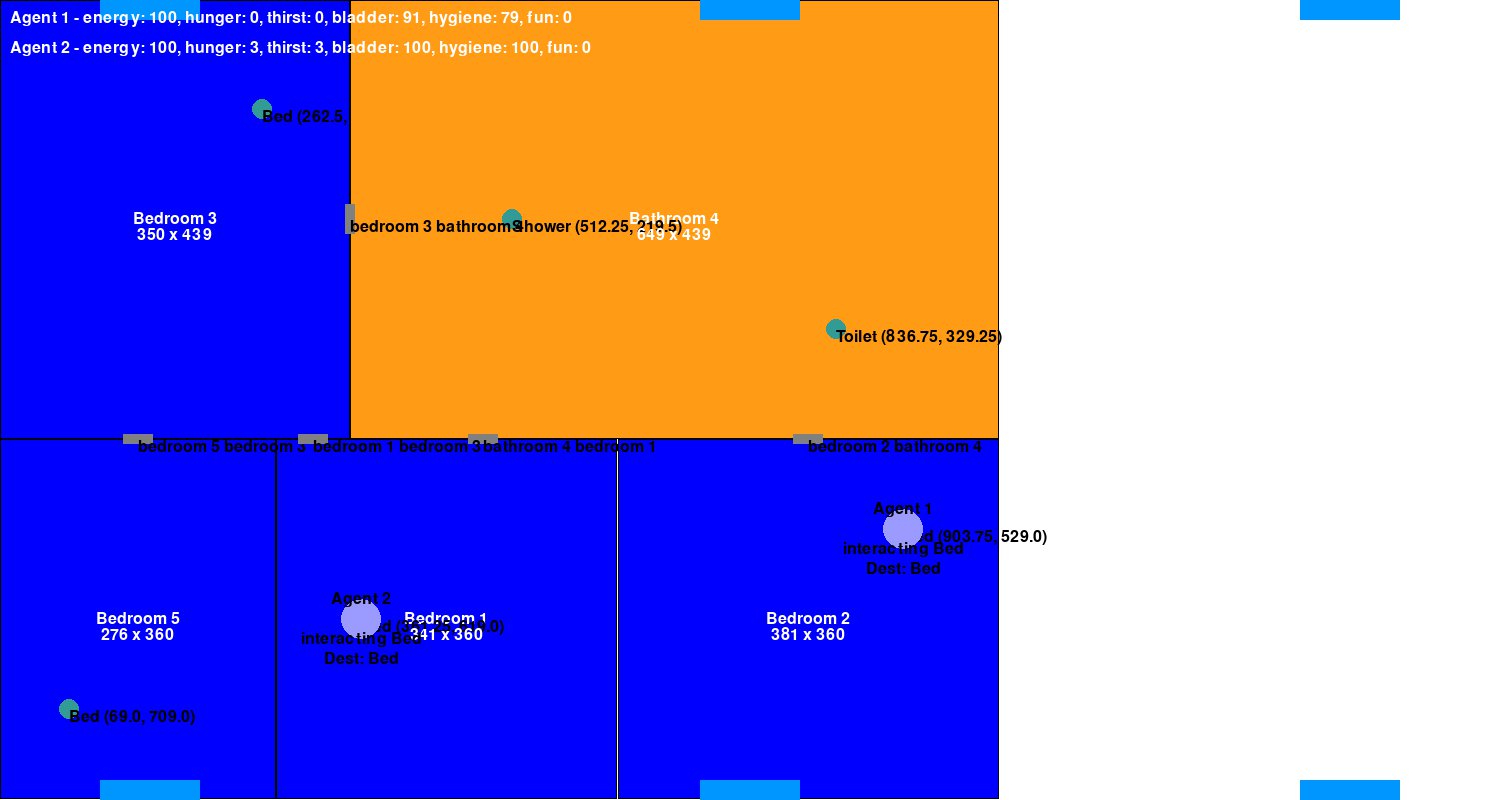 Agent 1 - energy: 100, hunger: 0, thirst: 0, bladder: 91, hygiene: 79, fun: 0
Agent 2 - energy: 100, hunger: 3, thirst: 3, bladder: 100, hygiene: 100, fun: 0
Bed (262.5,
Bedroom 3
350 x 439
bedroom 3 bathroom 4
Shower (512.25, 219.5)
Bathroom 4
649 x 439
Toilet (836.75, 329.25)
bedroom 5 bedroom 3
bedroom 1 bedroom 3
bathroom 4 bedroom 1
bedroom 2 bathroom 4
Agent 1
(903.75, 529.0)
interacting Bed
Dest: Bed
Agent 2
Bedroom 5
276 x 360
Bedroom 1
341 x 360
interacting Bed
Dest: Bed
Bedroom 2
381 x 360
Bed (69.0, 709.0)